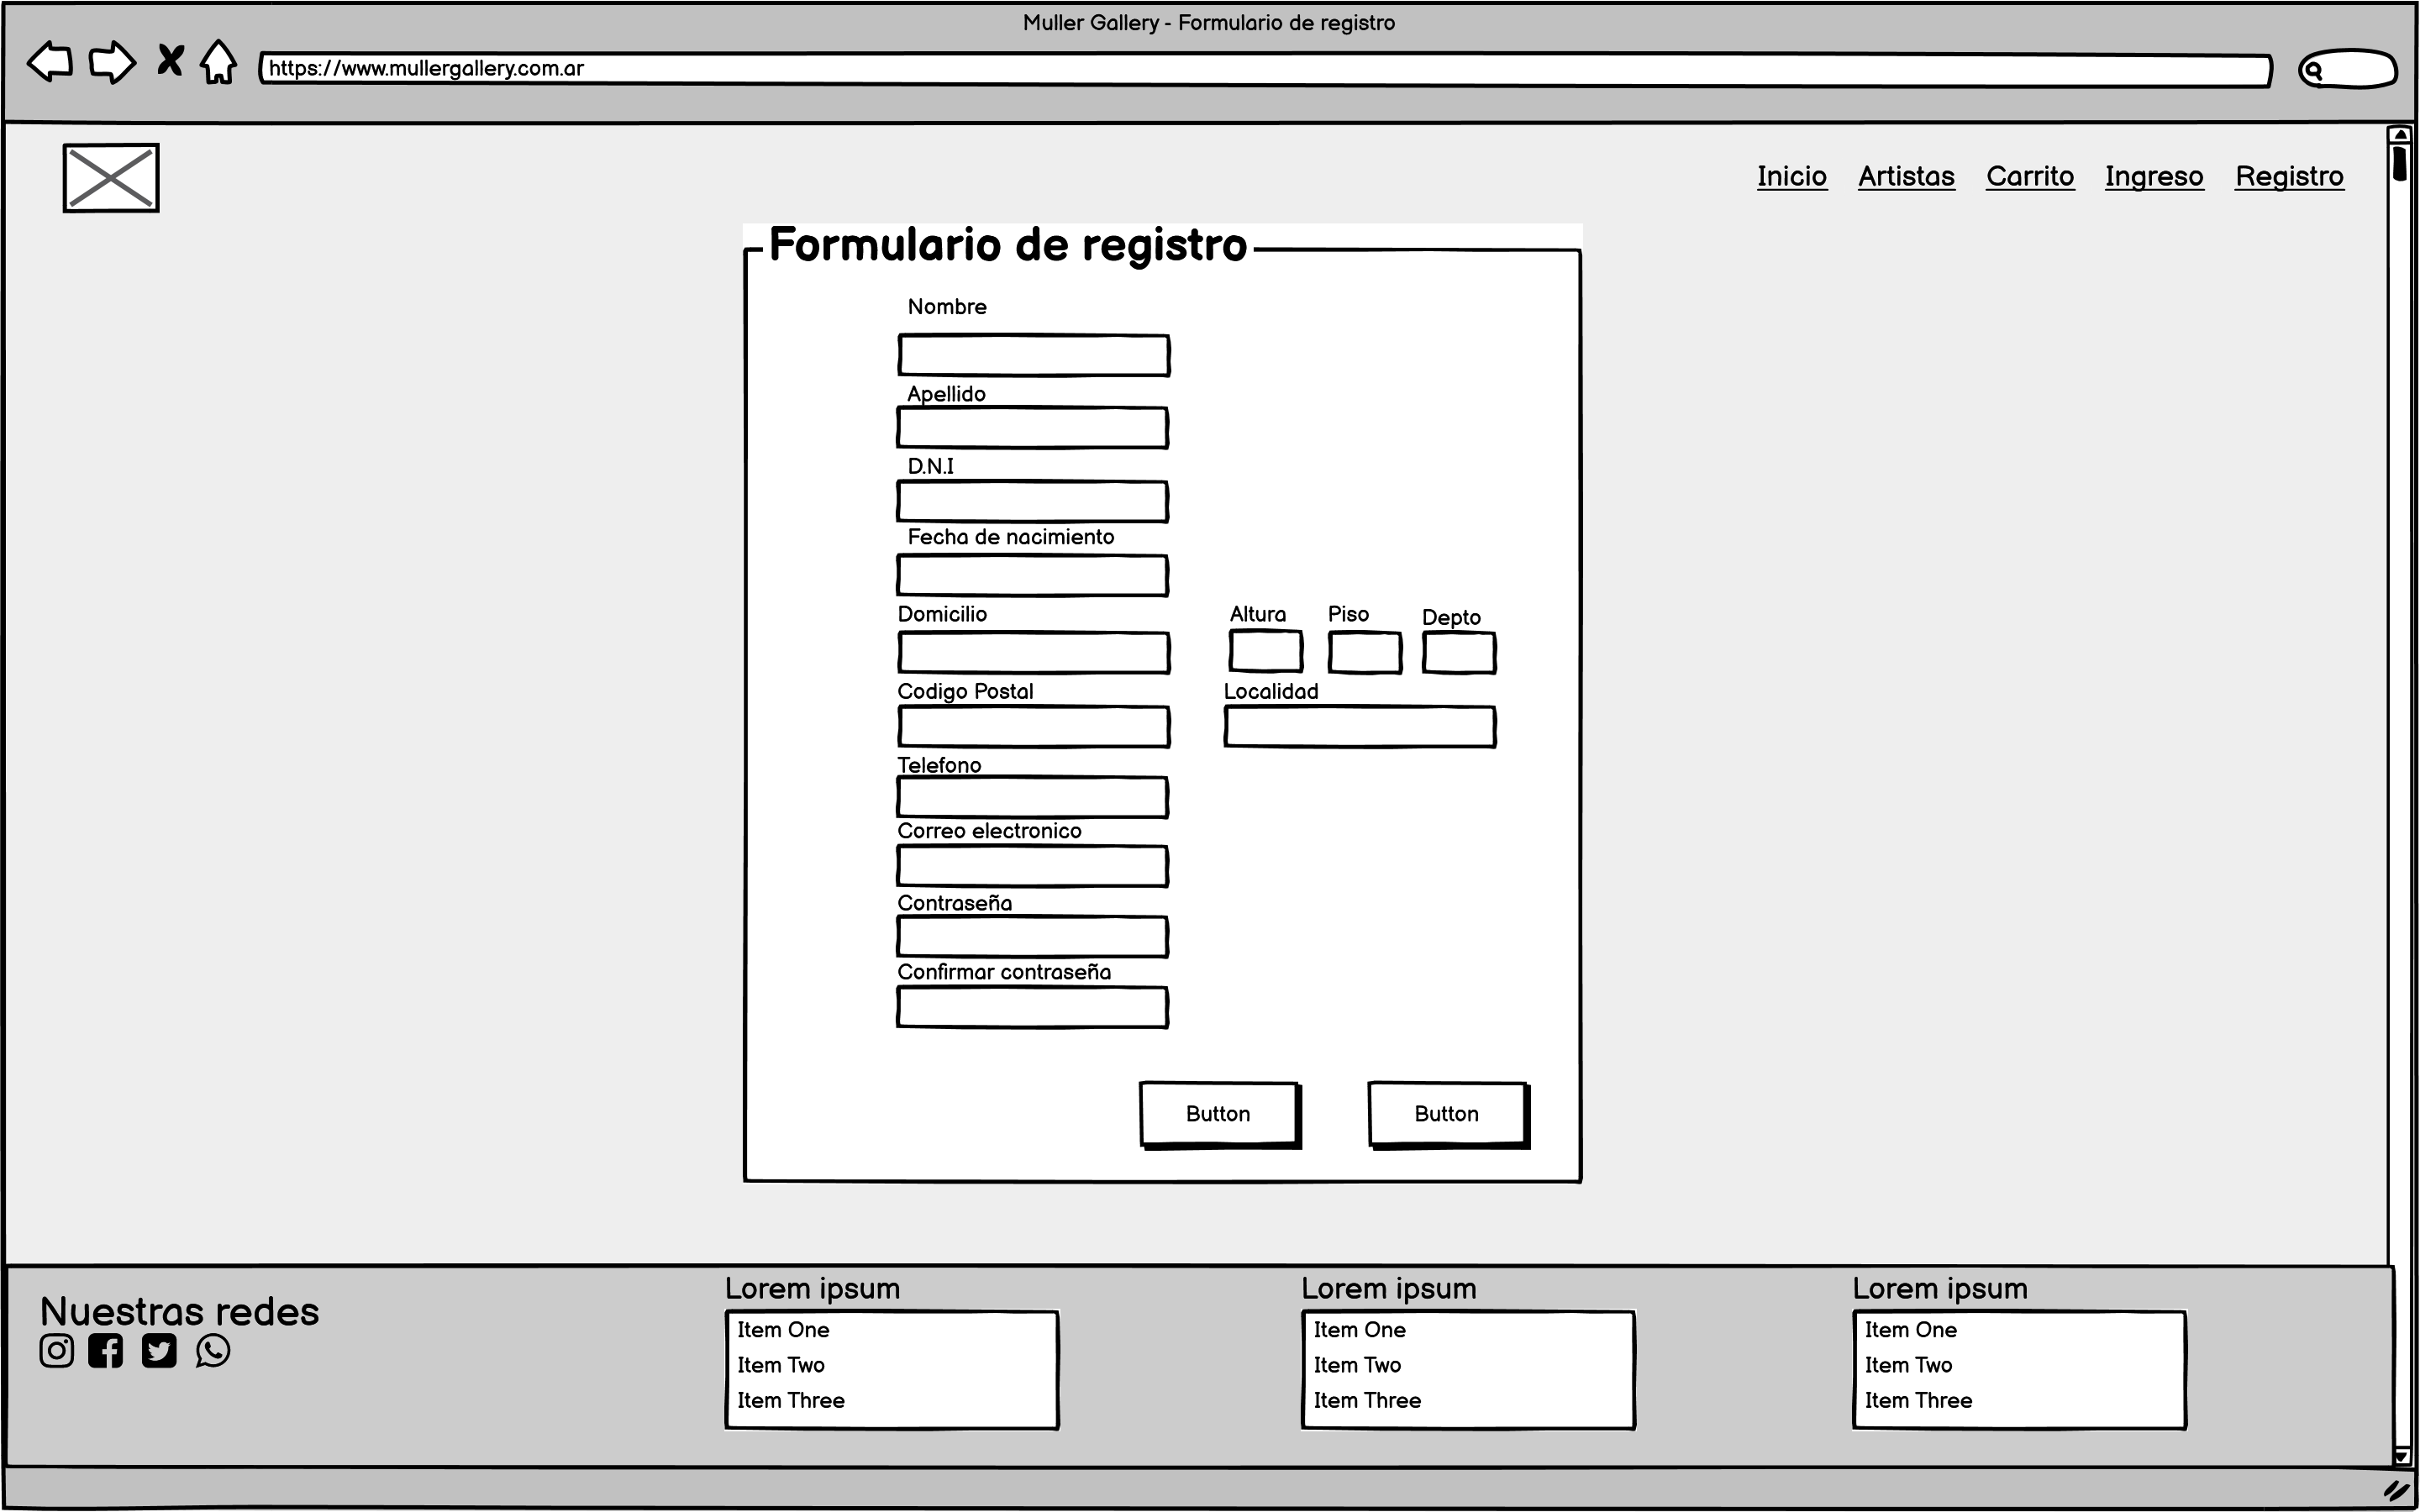 Muller Gallery - Formulario de registro
https://www.mullergallery.com.ar
Inicio Artistas Carrito Ingreso Registro
Formulario de registro
Nombre
Apellido
D.N.I
Fecha de nacimiento
Domicilio Altura Piso Depto
Codigo Postal Localidad
Telefono
Correo electronico
Contraseña
Confirmar contraseña
Button Button
Nuestras redes
Lorem ipsum
Item One
Item Two
Item Three
Lorem ipsum
Item One
Item Two
Item Three
Lorem ipsum
Item One
Item Two
Item Three